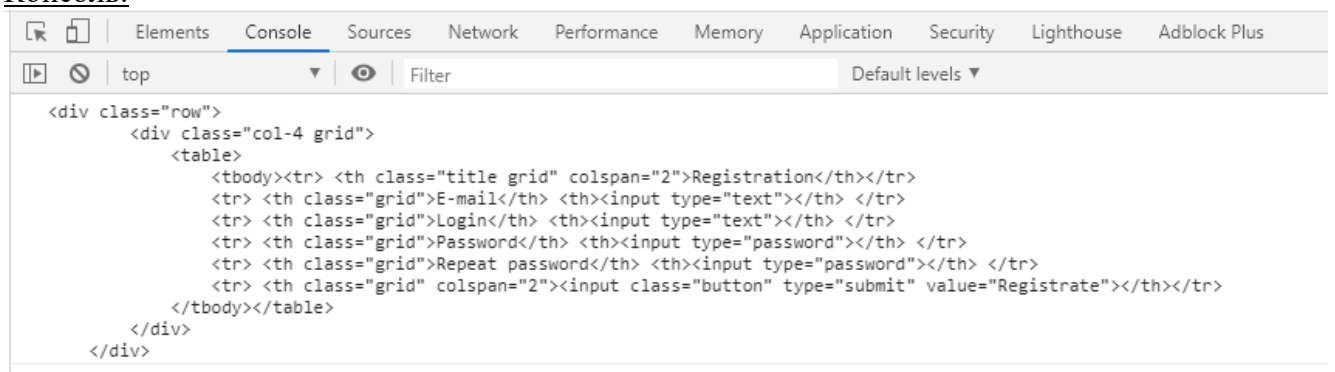 Консоль:
Elements Console Sources Network Performance Memory Application Security Lighthouse Adblock Plus
top Filter Default levels
<div class="row">
<div class="col-4 grid">
<table>
<tbody><tr> <th class="title grid" colspan="2">Registration</th></tr>
<tr> <th class="grid">E-mail</th> <th><input type="text"></th> </tr>
<tr> <th class="grid">Login</th> <th><input type="text"></th> </tr>
<tr> <th class="grid">Password</th> <th><input type="password"></th> </tr>
<tr> <th class="grid">Repeat password</th> <th><input type="password"></th> </tr>
<tr> <th class="grid" colspan="2"><input class="button" type="submit" value="Registrate"></th></tr>
</tbody></table>
</div>
</div>